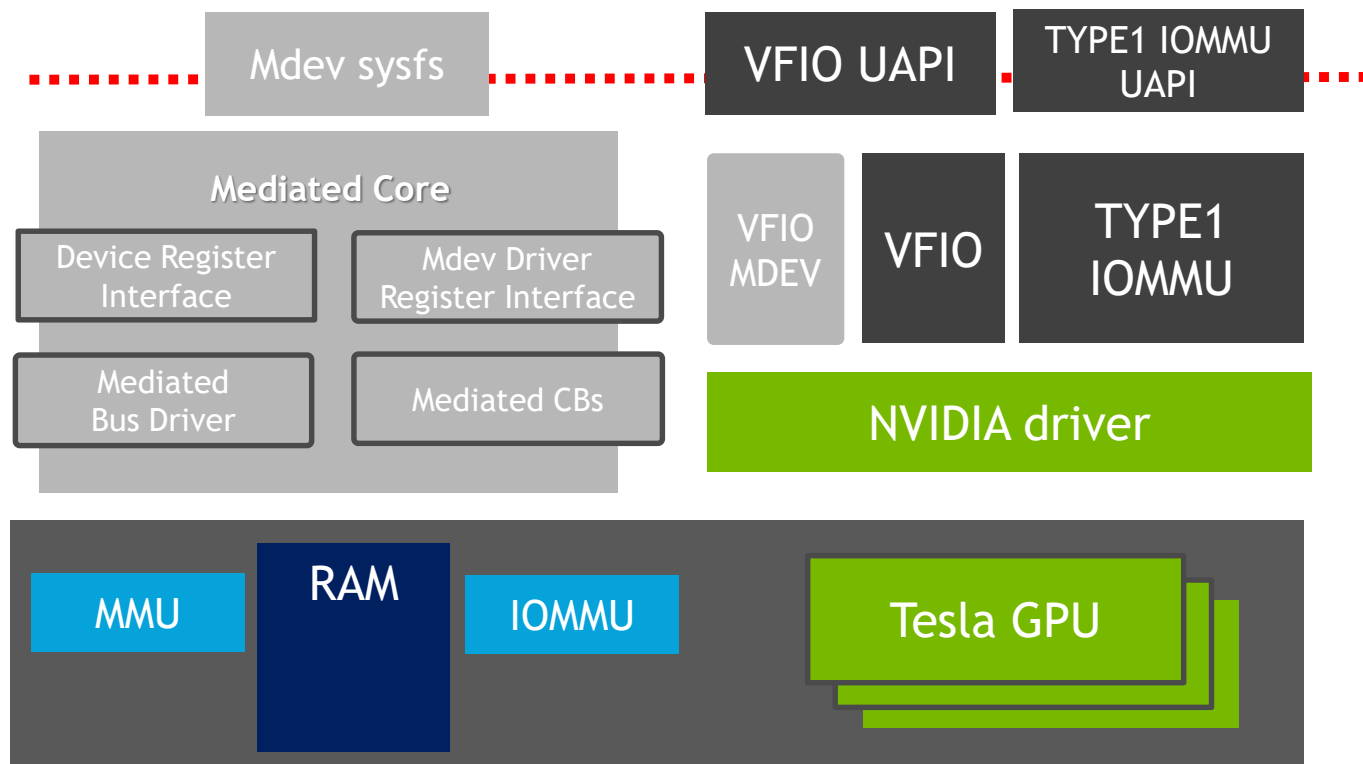 Mdev sysfs
VFIO UAPI
TYPE1 IOMMU
UAPI
Mediated Core
Device Register
Interface
Mdev Driver
Register Interface
Mediated
Bus Driver
Mediated CBs
VFIO
MDEV
VFIO
TYPE1
IOMMU
NVIDIA driver
MMU
RAM
IOMMU
Tesla GPU